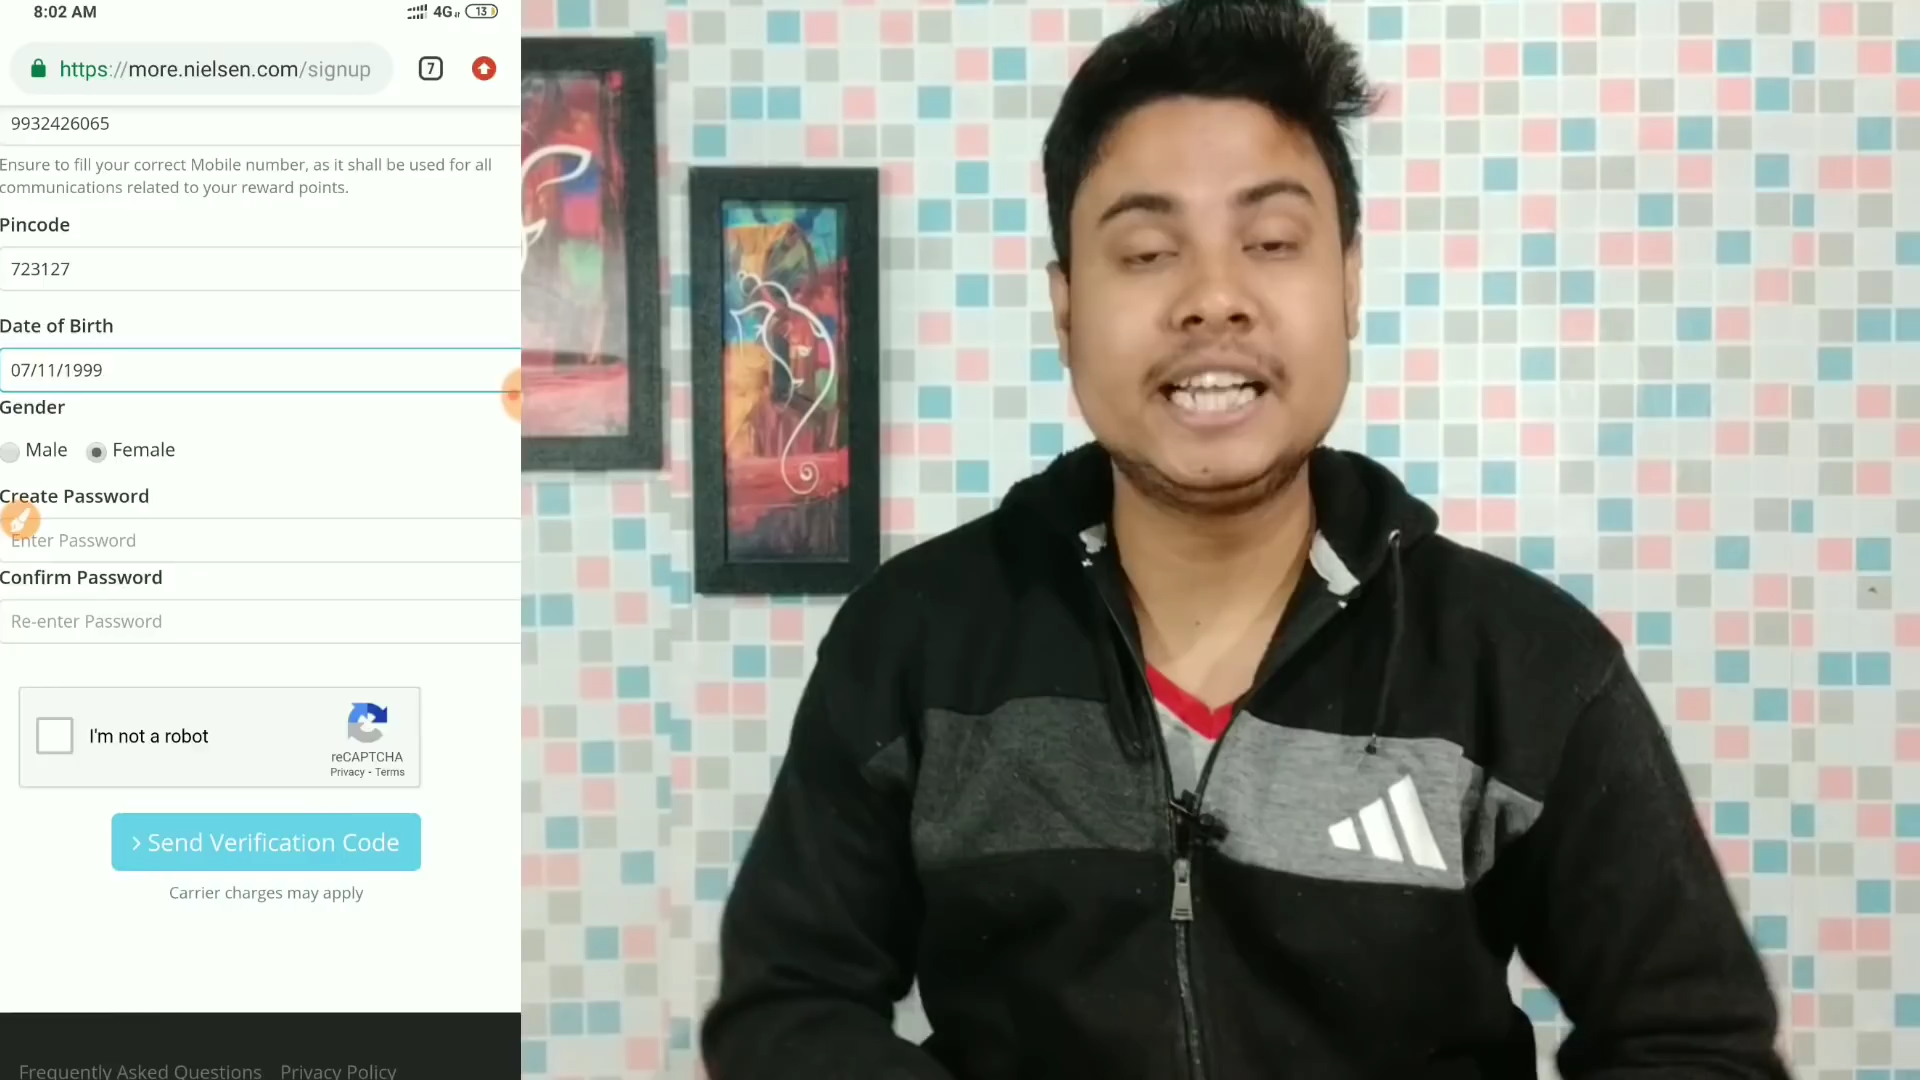 8:02 AM
4G
13
https://more.nielsen.com/signup
7
9932426065
Ensure to fill your correct Mobile number, as it shall be used for all
communications related to your reward points.
Pincode
723127
Date of Birth
07/11/1999
Gender
Male
Female
Create Password
Enter Password
Confirm Password
Re-enter Password
I'm not a robot
reCAPTCHA
Privacy - Terms
> Send Verification Code
Carrier charges may apply
Frequently Asked Questions
Privacy Policy